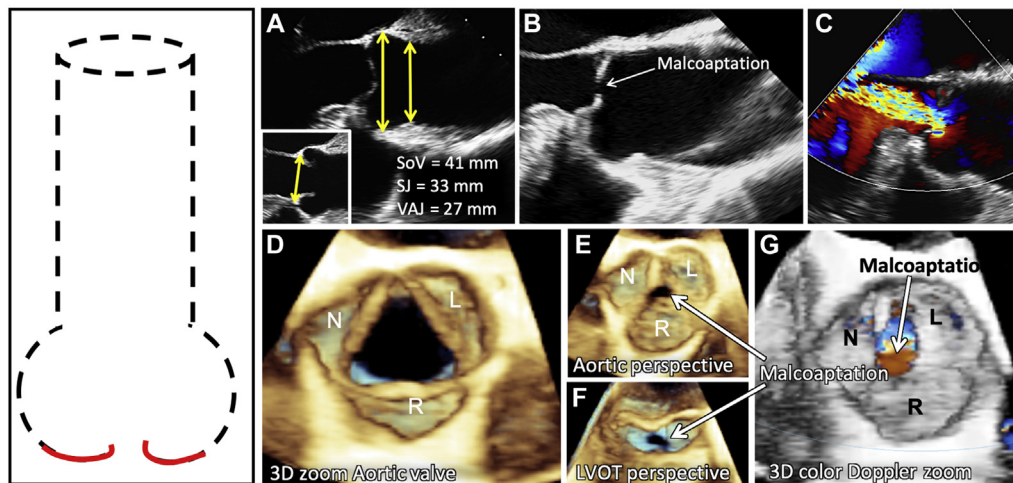 A
SoV = 41 mm
SJ = 33 mm
VAJ = 27 mm
B
Malcoaptation
C
D
N
L
R
3D zoom Aortic valve
E
N
L
R
Aortic perspective
Malcoaptation
F
LVOT perspective
G
Malcoaptatio
L
N
R
3D color Doppler zoom